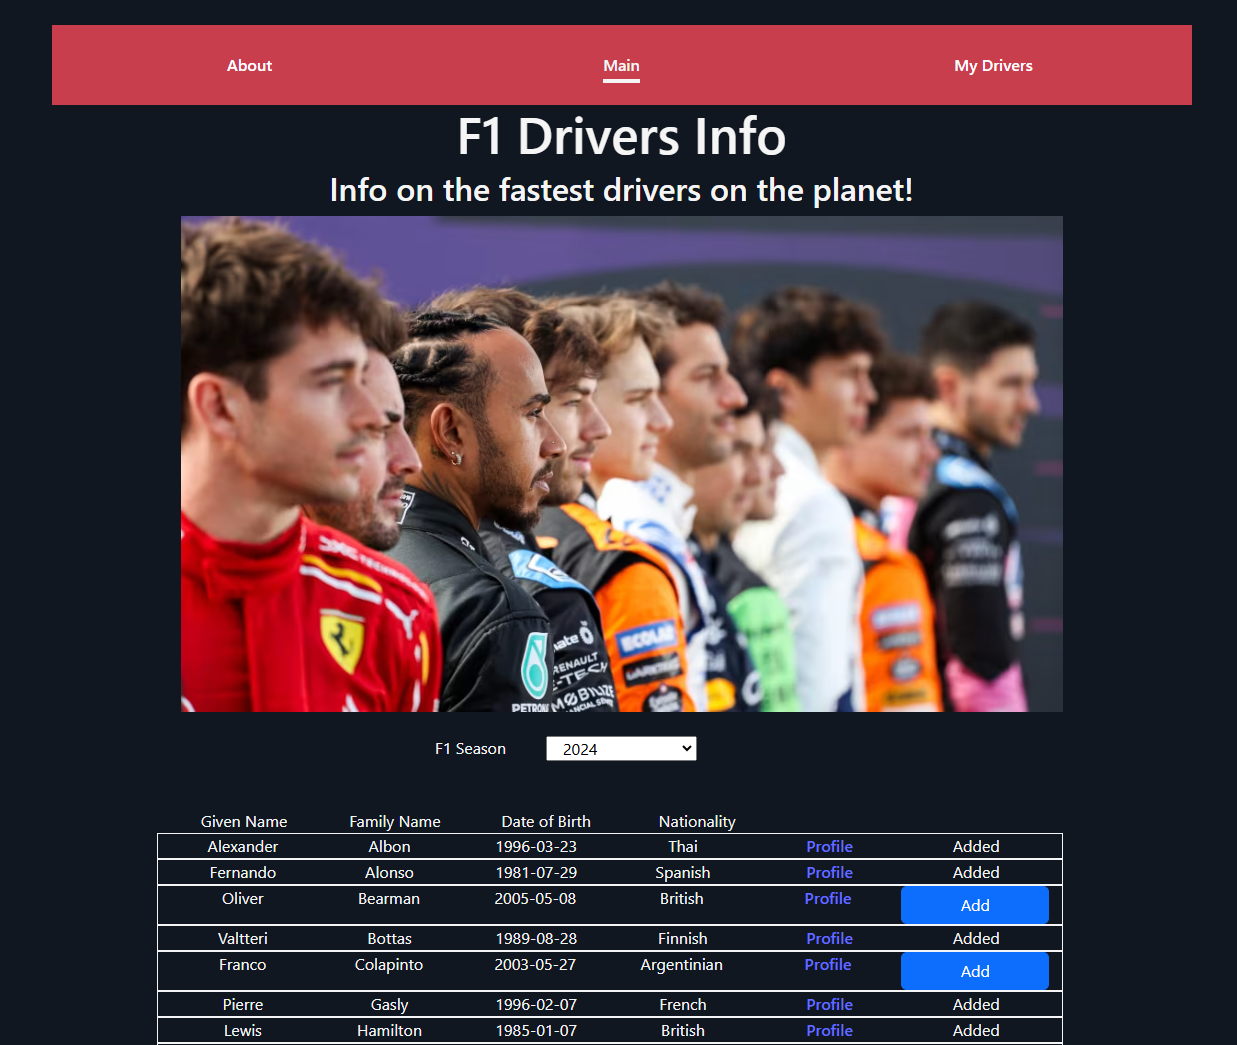 About Main My Drivers
F1 Drivers Info
Info on the fastest drivers on the planet!
ECOLAB
RENAULT
E-TECH
PETRON
F1 Season 2024
Given Name Family Name Date of Birth Nationality
Alexander Albon 1996-03-23 Thai Profile Added
Fernando Alonso 1981-07-29 Spanish Profile Added
Oliver Bearman 2005-05-08 British Profile Add
Valtteri Bottas 1989-08-28 Finnish Profile Added
Franco Colapinto 2003-05-27 Argentinian Profile Add
Pierre Gasly 1996-02-07 French Profile Added
Lewis Hamilton 1985-01-07 British Profile Added